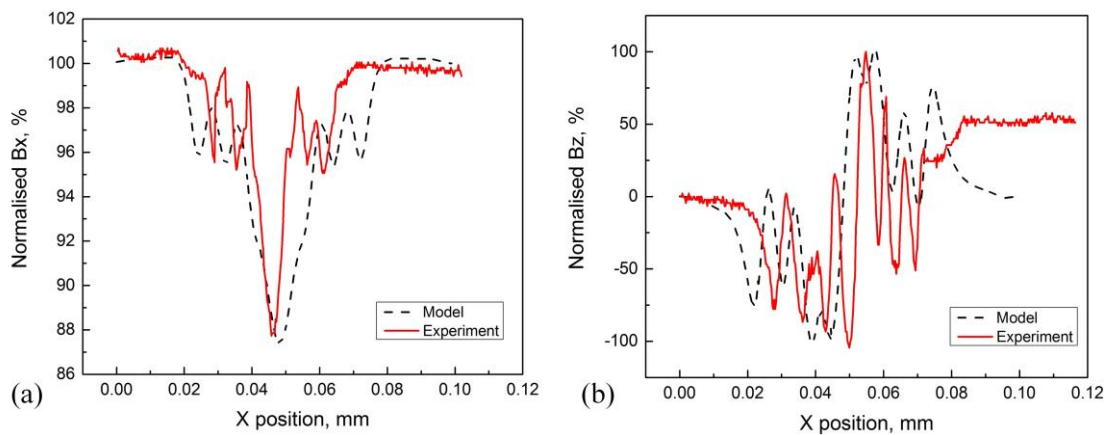 102
100
98
96
94
92
90
88
86
Normalised Bx, %
0.00 0.02 0.04 0.06 0.08 0.10
X position, mm
Model
Experiment
(a)
100
50
0
-50
-100
Normalised Bz, %
0.00 0.02 0.04 0.06 0.08 0.10 0.12
X position, mm
Model
Experiment
(b)